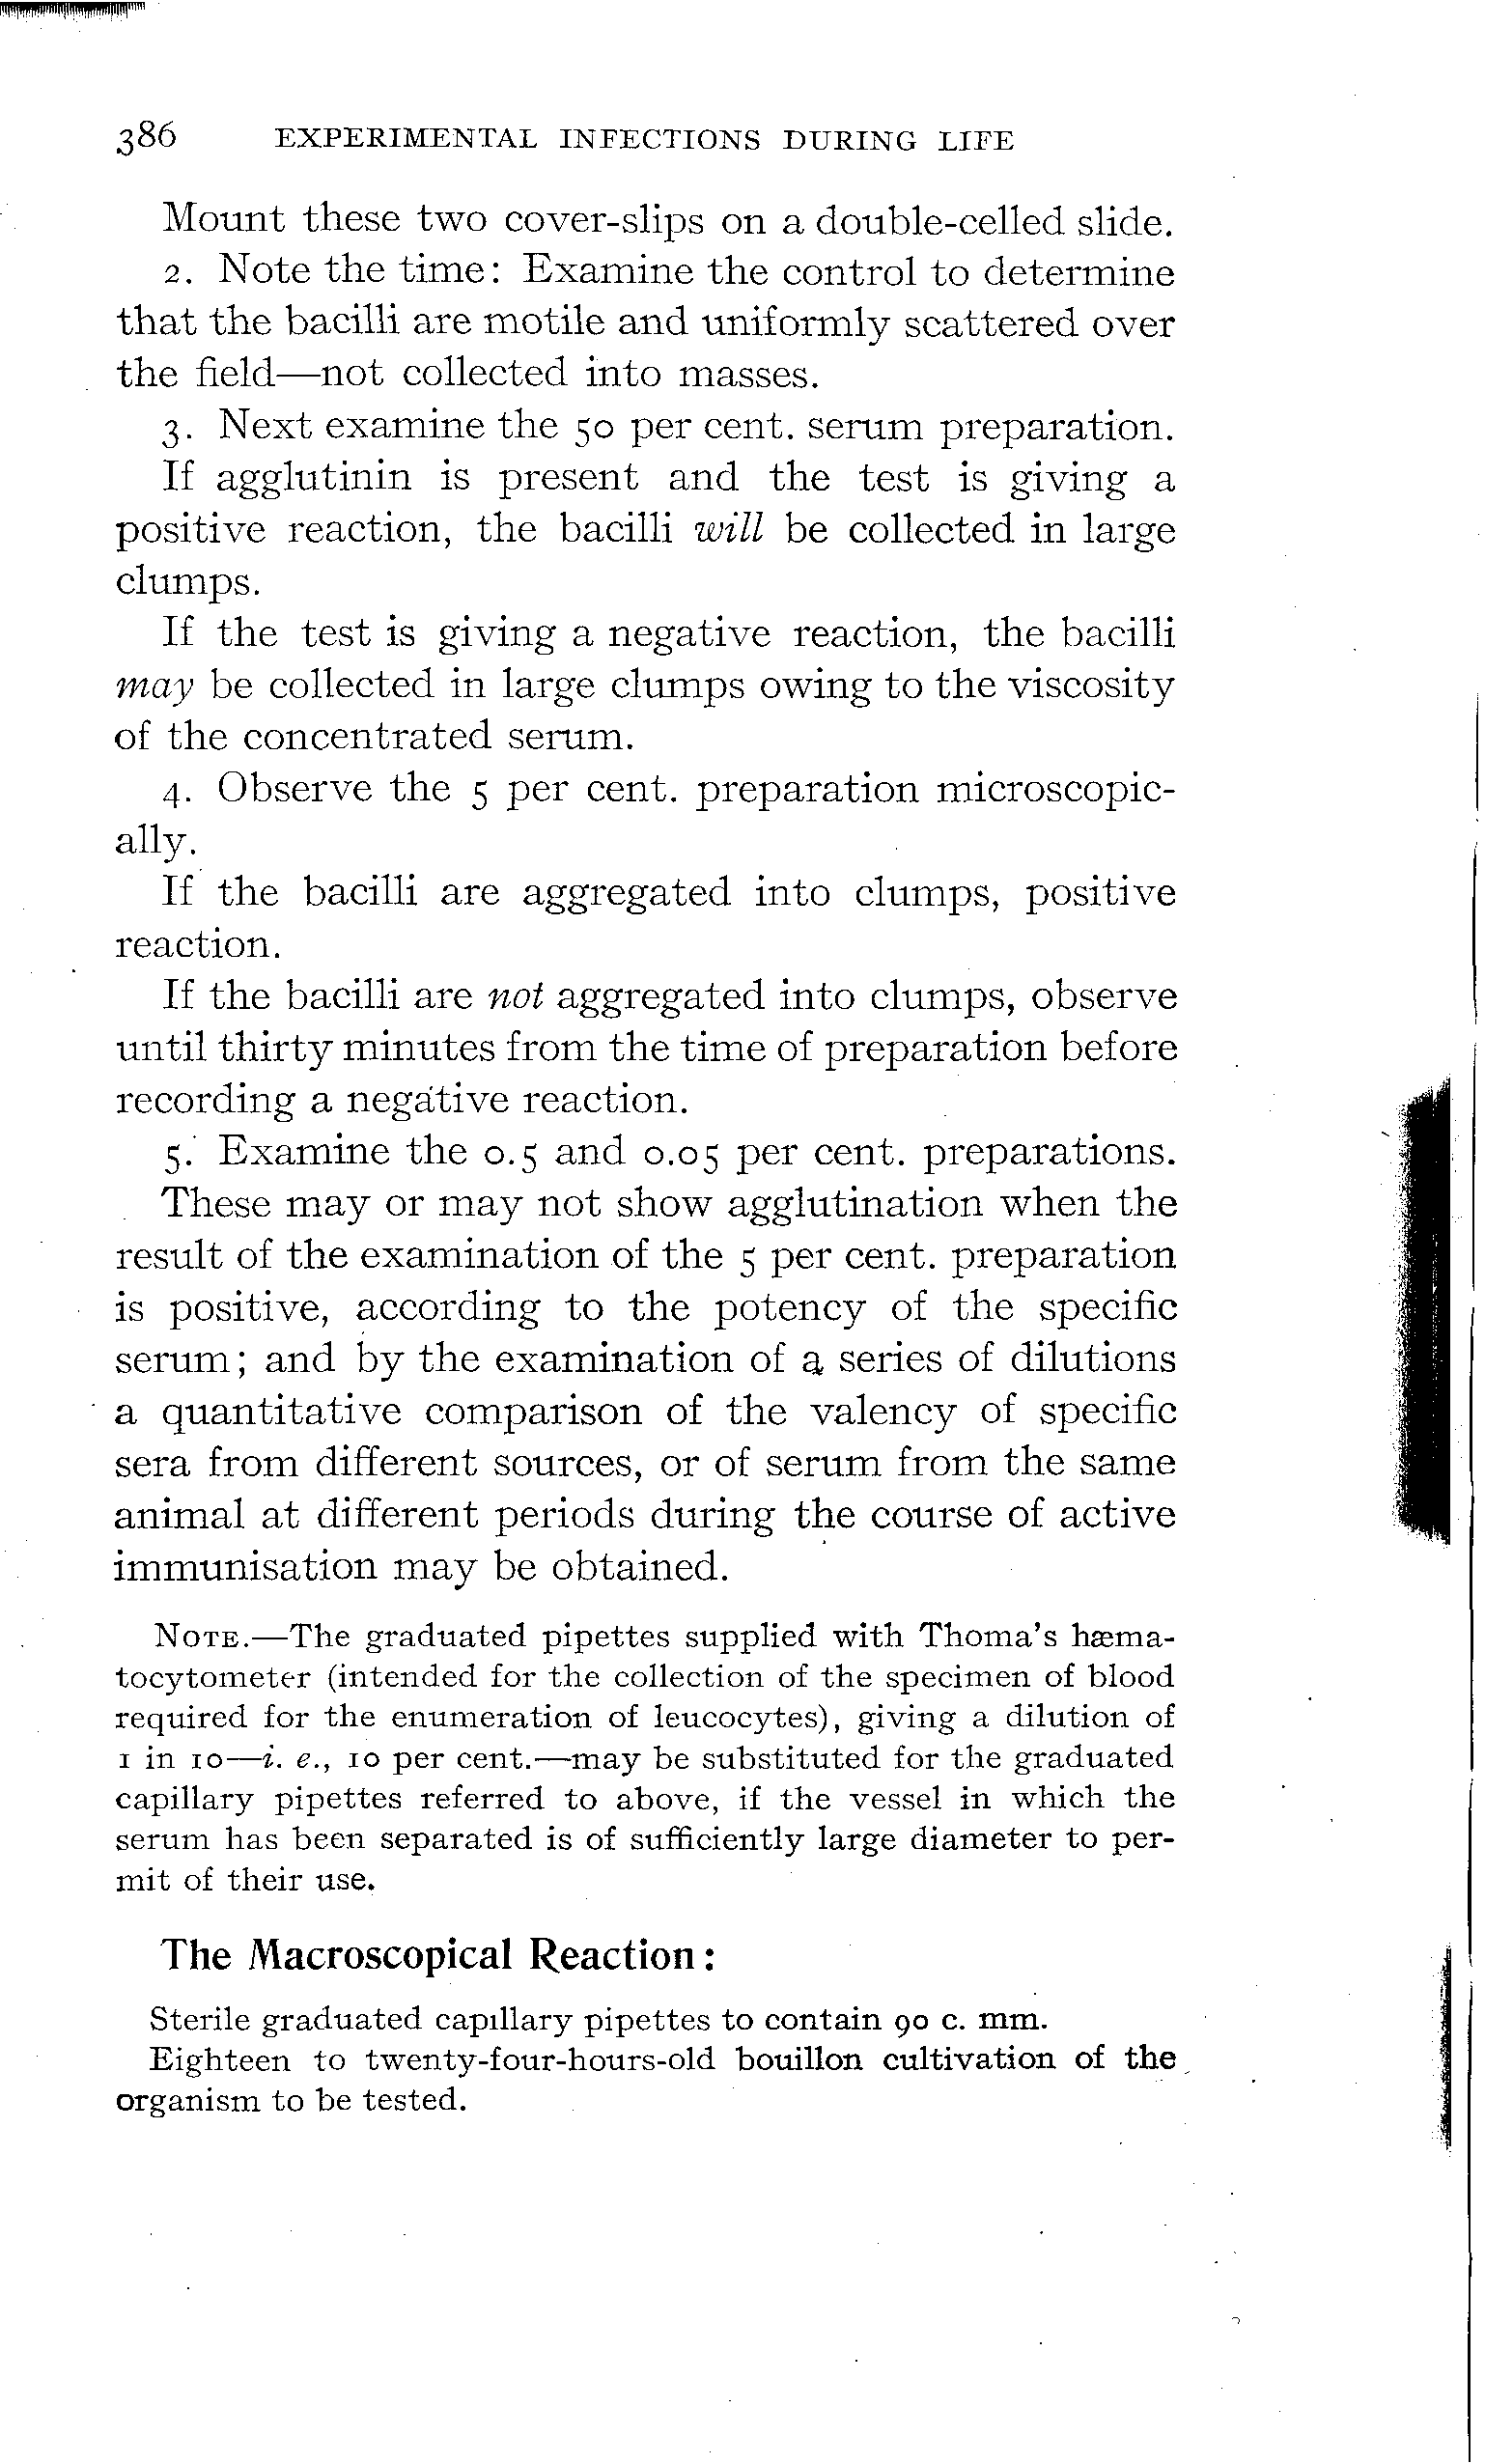 386 EXPERIMENTAL INFECTIONS DURING LIFE
Mount these two cover-slips on a double-celled slide.
2. Note the time: Examine the control to determine
that the bacilli are motile and uniformly scattered over
the field—not collected into masses.
3. Next examine the 50 per cent. serum preparation.
If agglutinin is present and the test is giving a
positive reaction, the bacilli will be collected in large
clumps.
If the test is giving a negative reaction, the bacilli
may be collected in large clumps owing to the viscosity
of the concentrated serum.
4. Observe the 5 per cent. preparation microscopic-
ally.
If the bacilli are aggregated into clumps, positive
reaction.
If the bacilli are not aggregated into clumps, observe
until thirty minutes from the time of preparation before
recording a negative reaction.
5. Examine the 0.5 and 0.05 per cent. preparations.
These may or may not show agglutination when the
result of the examination of the 5 per cent. preparation
is positive, according to the potency of the specific
serum; and by the examination of a series of dilutions
a quantitative comparison of the valency of specific
sera from different sources, or of serum from the same
animal at different periods during the course of active
immunisation may be obtained.
NOTE.—The graduated pipettes supplied with Thoma's hæma-
tocytometer (intended for the collection of the specimen of blood
required for the enumeration of leucocytes), giving a dilution of
1 in 10—i. e., 10 per cent.—may be substituted for the graduated
capillary pipettes referred to above, if the vessel in which the
serum has been separated is of sufficiently large diameter to per-
mit of their use.
The Macroscopical Reaction:
Sterile graduated capillary pipettes to contain 90 c. mm.
Eighteen to twenty-four-hours-old bouillon cultivation of the
organism to be tested.